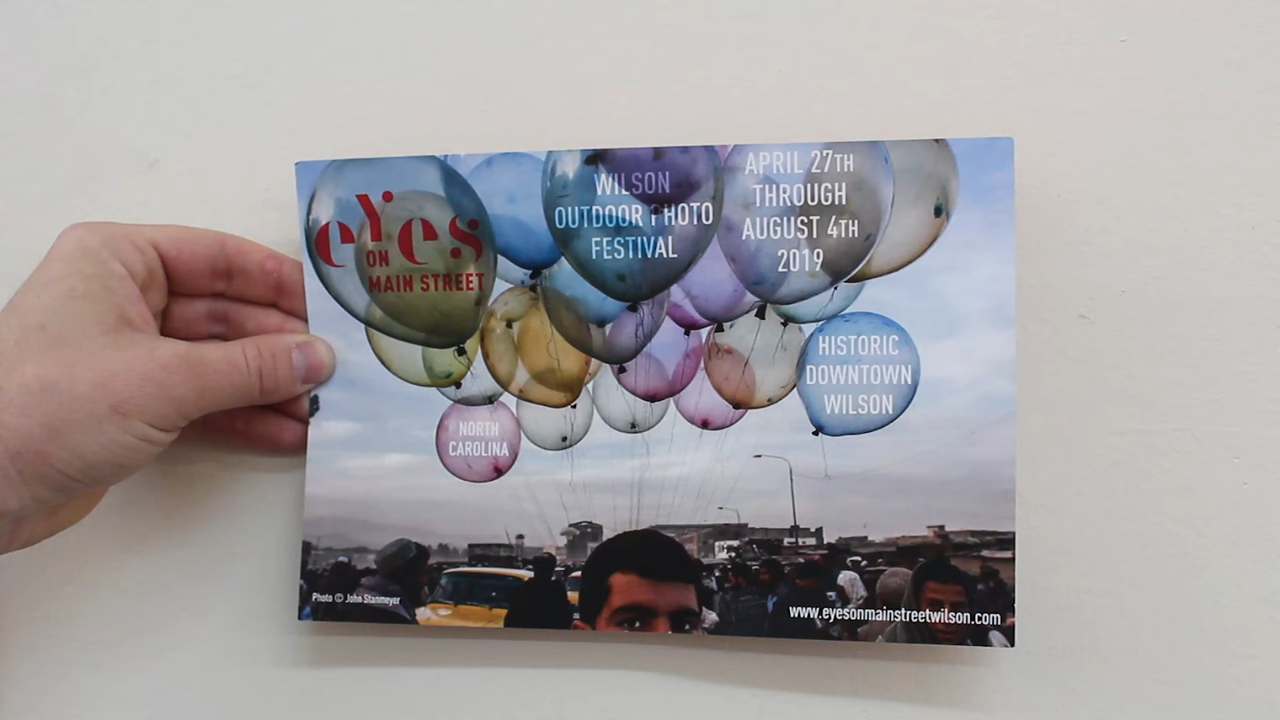 eYes
ON
MAIN STREET
WILSON
OUTDOOR PHOTO
FESTIVAL
APRIL 27TH
THROUGH
AUGUST 4TH
2019
HISTORIC
DOWNTOWN
WILSON
NORTH
CAROLINA
Photo © John Stanmeyer
www.eyesonmainstreetwilson.com